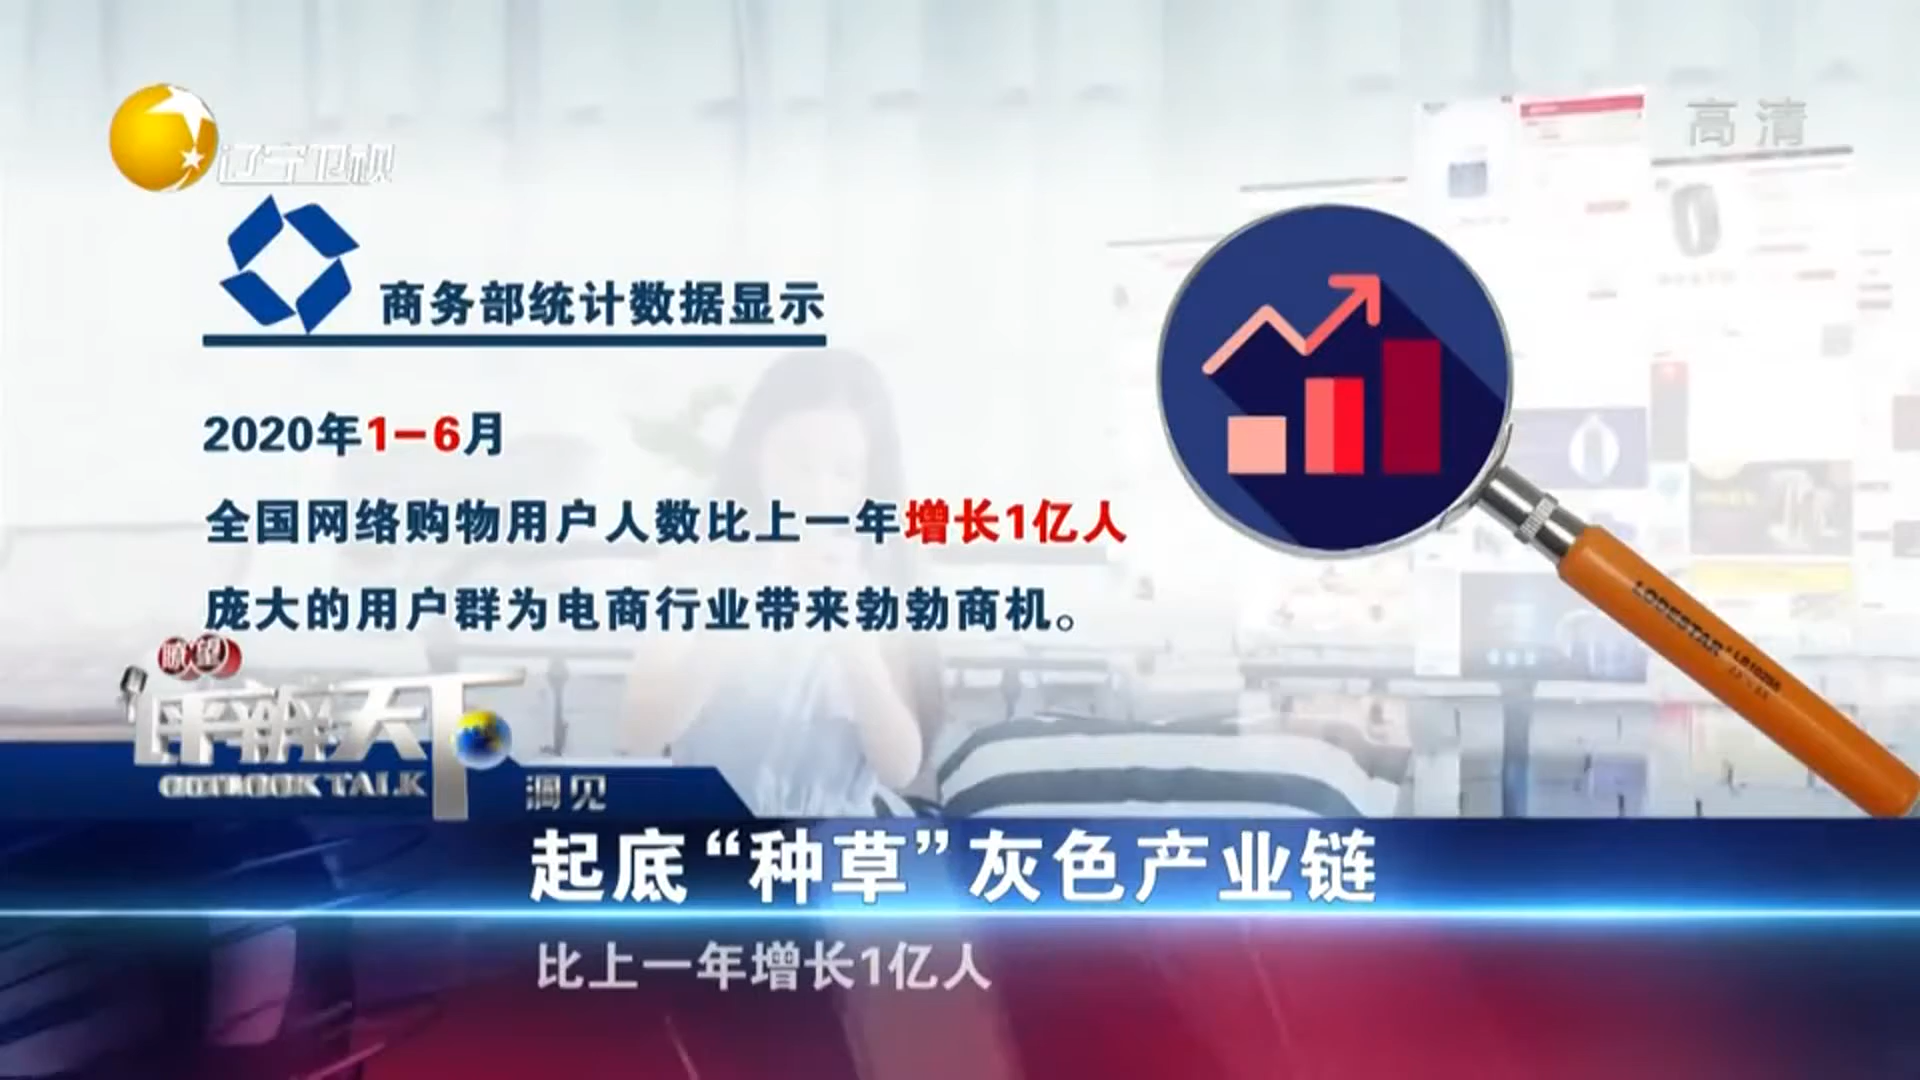 高清
辽宁卫视
商务部统计数据显示
2020年1-6月
全国网络购物用户人数比上一年增长1亿人
庞大的用户群为电商行业带来勃勃商机。
LODESTAR
瞭望
OUTLOOK TALK
洞见
起底“种草”灰色产业链
比上一年增长1亿人